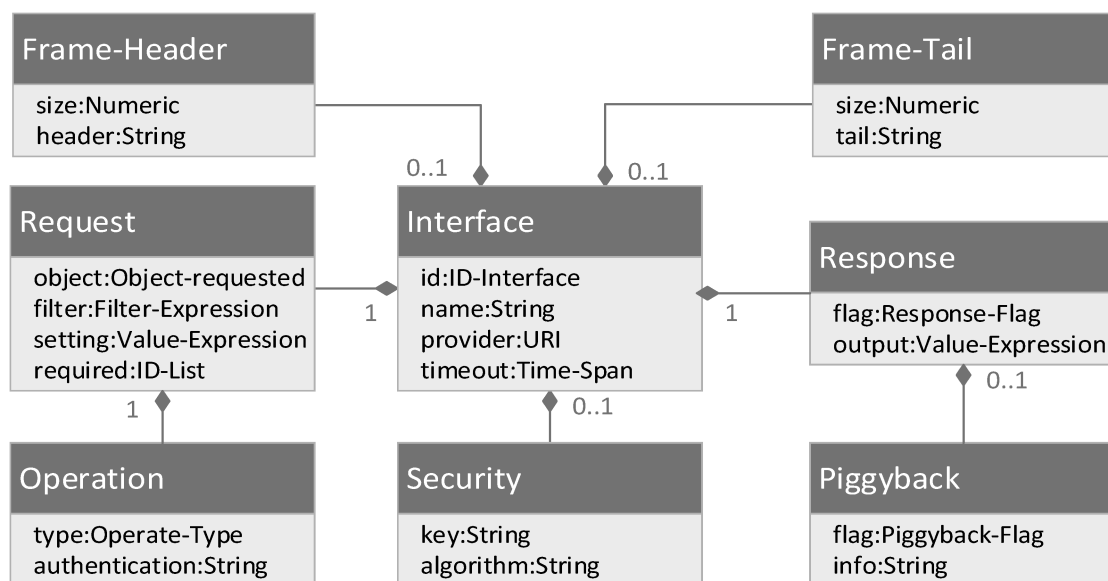 Frame-Header
size:Numeric
header:String
Frame-Tail
size:Numeric
tail:String
0..1
0..1
Request
object:Object-requested
filter:Filter-Expression
setting:Value-Expression
required:ID-List
1
Interface
id:ID-Interface
name:String
provider:URI
timeout:Time-Span
1
Response
flag:Response-Flag
output:Value-Expression
1
0..1
0..1
Operation
type:Operate-Type
authentication:String
Security
key:String
algorithm:String
Piggyback
flag:Piggyback-Flag
info:String